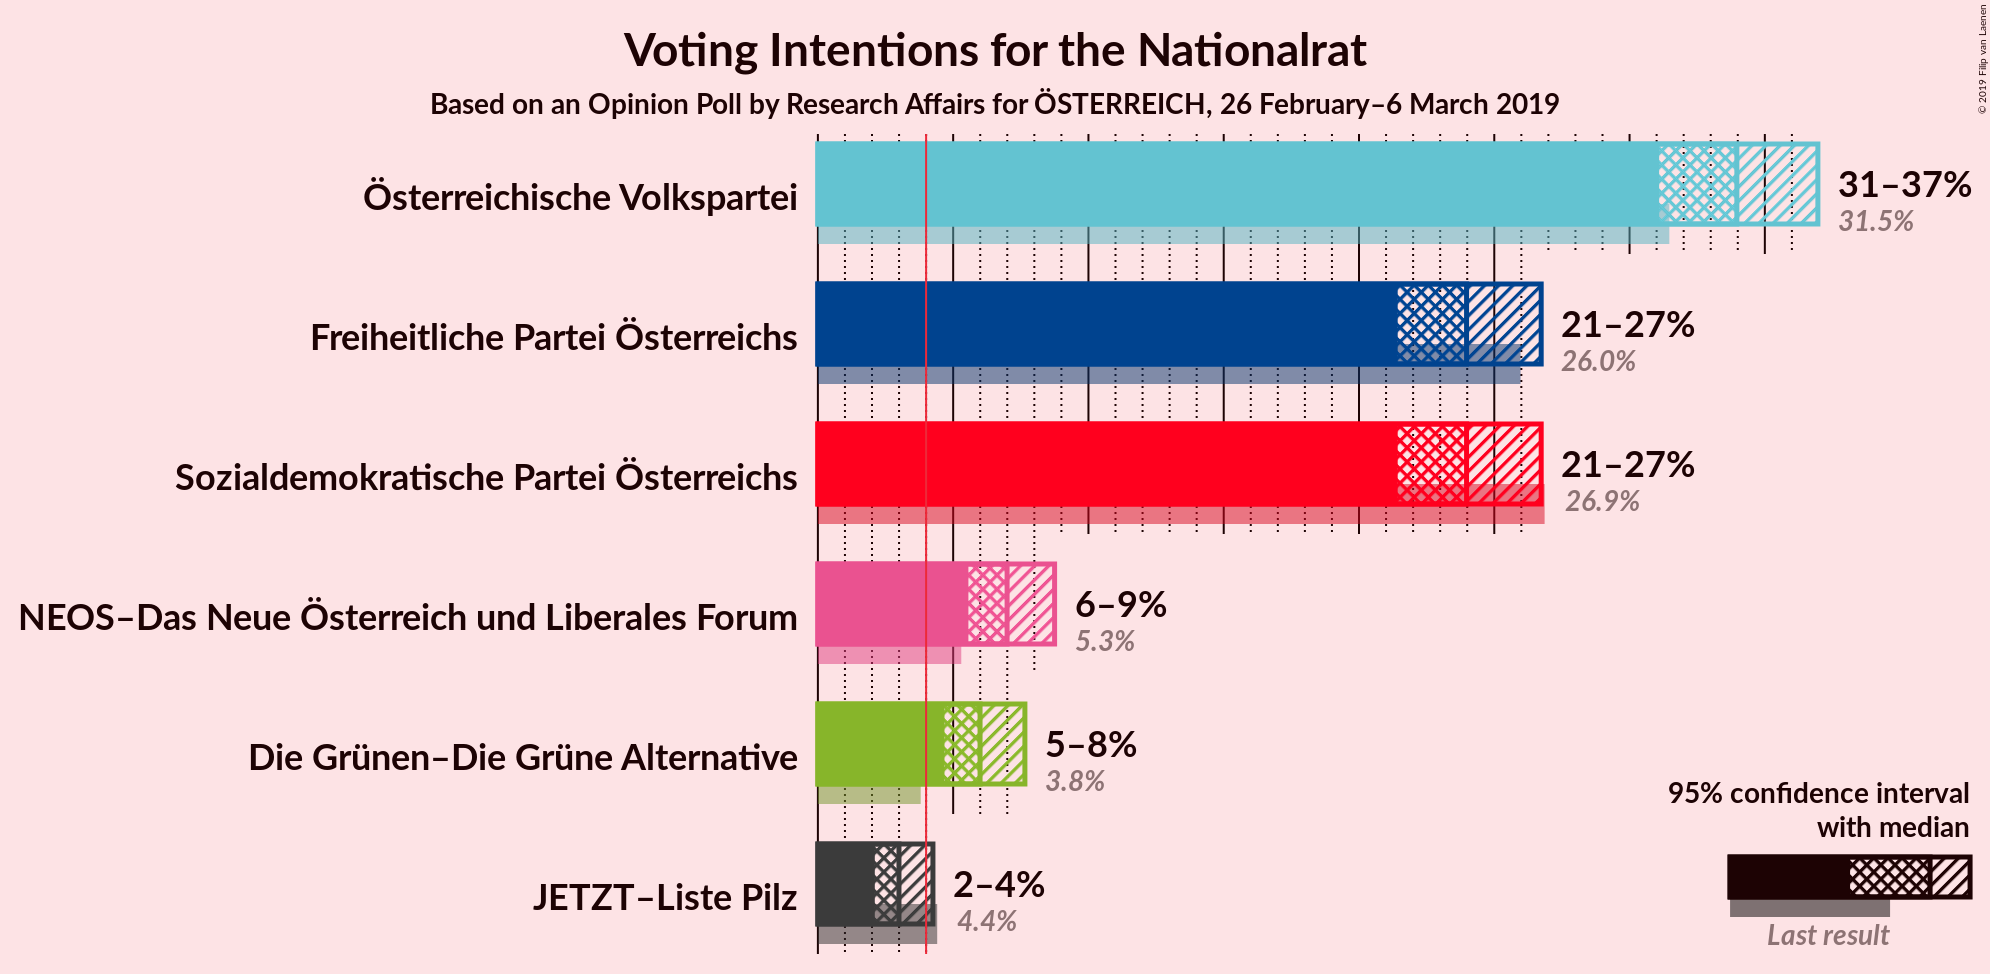 Voting Intentions for the Nationalrat
Based on an Opinion Poll by Research Affairs for ÖSTERREICH, 26 February–6 March 2019
© 2019 Filip van Laenen
Österreichische Volkspartei
31–37%
31.5%
Freiheitliche Partei Österreichs
21–27%
26.0%
Sozialdemokratische Partei Österreichs
21–27%
26.9%
NEOS–Das Neue Österreich und Liberales Forum
6–9%
5.3%
Die Grünen–Die Grüne Alternative
5–8%
3.8%
JETZT–Liste Pilz
2–4%
4.4%
95% confidence interval
with median
Last result